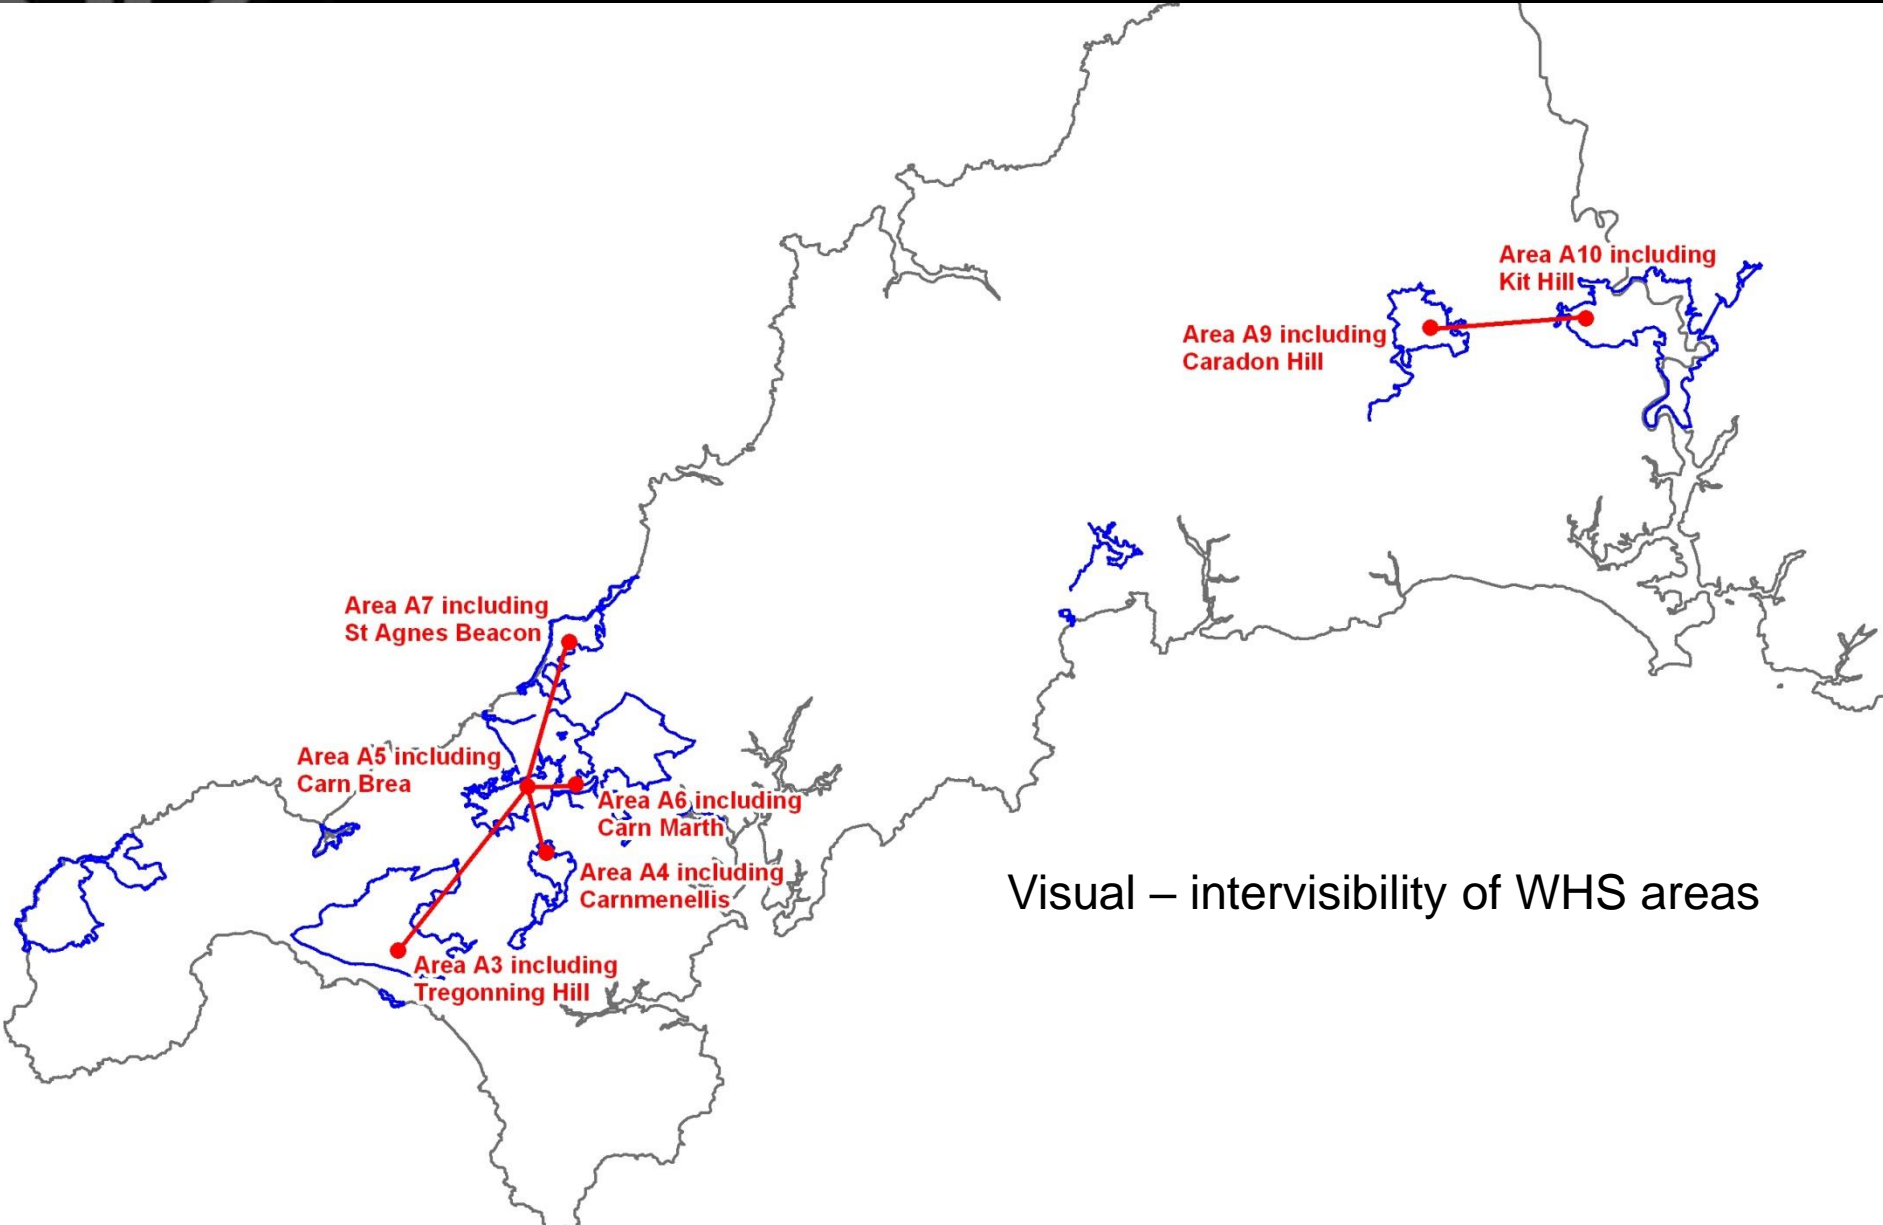 Area A10 including
Kit Hill
Area A9 including
Caradon Hill
Area A7 including
St Agnes Beacon
Area A5 including
Carn Brea
Area A6 including
Carn Marth
Area A4 including
Carnmenellis
Visual – intervisibility of WHS areas
Area A3 including
Tregonning Hill